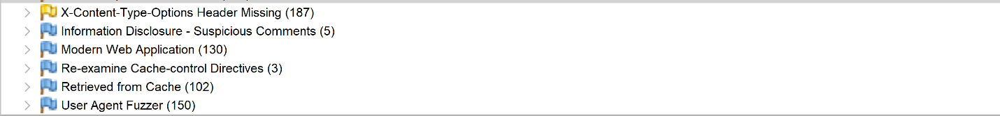 X-Content-Type-Options Header Missing (187)
Information Disclosure - Suspicious Comments (5)
Modern Web Application (130)
Re-examine Cache-control Directives (3)
Retrieved from Cache (102)
User Agent Fuzzer (150)